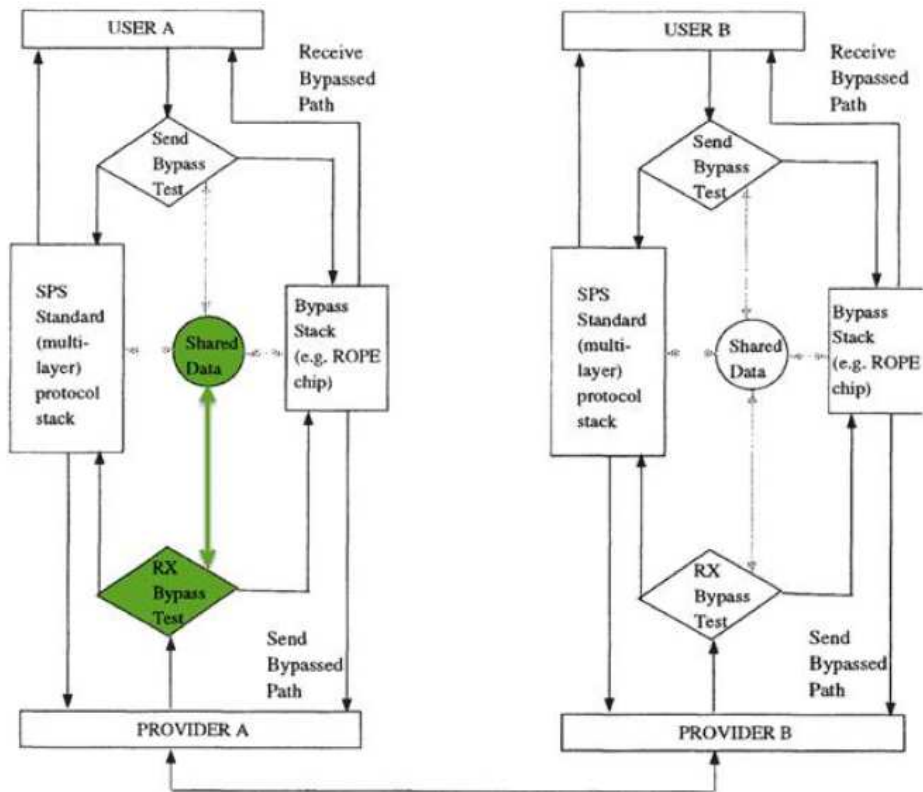 USER A
Receive
Bypassed
Path
Send
Bypass
Test
SPS
Standard
(multi-
layer)
protocol
stack
Shared
Data
Bypass
Stack
(e.g. ROPE
chip)
RX
Bypass
Test
Send
Bypassed
Path
PROVIDER A
USER B
Receive
Bypassed
Path
Send
Bypass
Test
SPS
Standard
(multi-
layer)
protocol
stack
Shared
Data
Bypass
Stack
(e.g. ROPE
chip)
RX
Bypass
Test
Send
Bypassed
Path
PROVIDER B